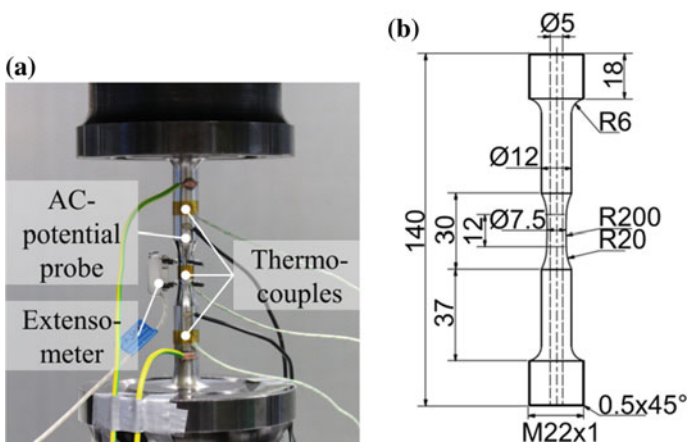 (a)
AC-
potential
probe
Extenso-
meter
Thermo-
couples
(b)
Ø5
18
R6
Ø12
140
30
12
Ø7.5
R200
R20
37
0.5x45°
M22x1